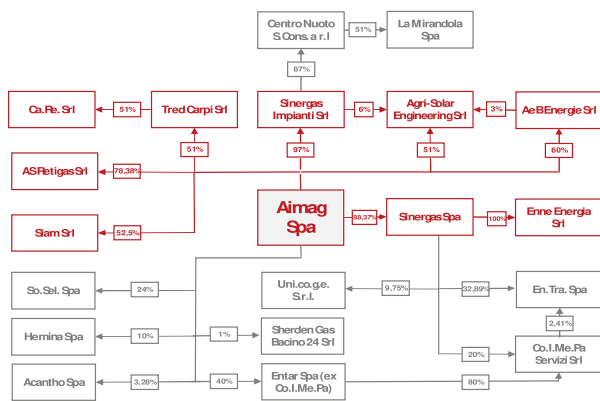 Centro Nuoto
S.Cons. a r.l
51%
La Mirandola
Spa
87%
Ca.Re. Srl
51%
Tred Carpi Srl
Sinergas
Impianti Srl
6%
Agri-Solar
Engineering Srl
3%
Ae B Energie Srl
51%
97%
51%
60%
AS Retigas Srl
78,38%
Siam Srl
52,5%
Aimag
Spa
88,37%
Sinergas Spa
100%
Enne Energia
Srl
So.Sel. Spa
24%
Uni.co.g.e.
S.r.l.
9,75%
32,89%
En.Tra. Spa
2,41%
Hemina Spa
10%
1%
Sherden Gas
Bacino 24 Srl
20%
Co.I.Me.Pa
Servizi Srl
Acantho Spa
3,28%
40%
Entar Spa (ex
Co.I.Me.Pa)
80%